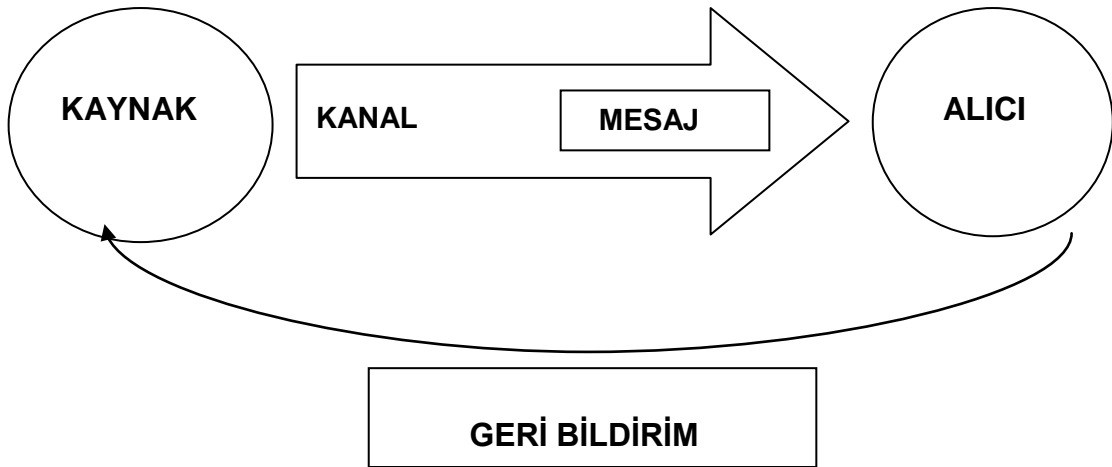 KAYNAK
KANAL
MESAJ
ALICI
GERİ BİLDİRİM